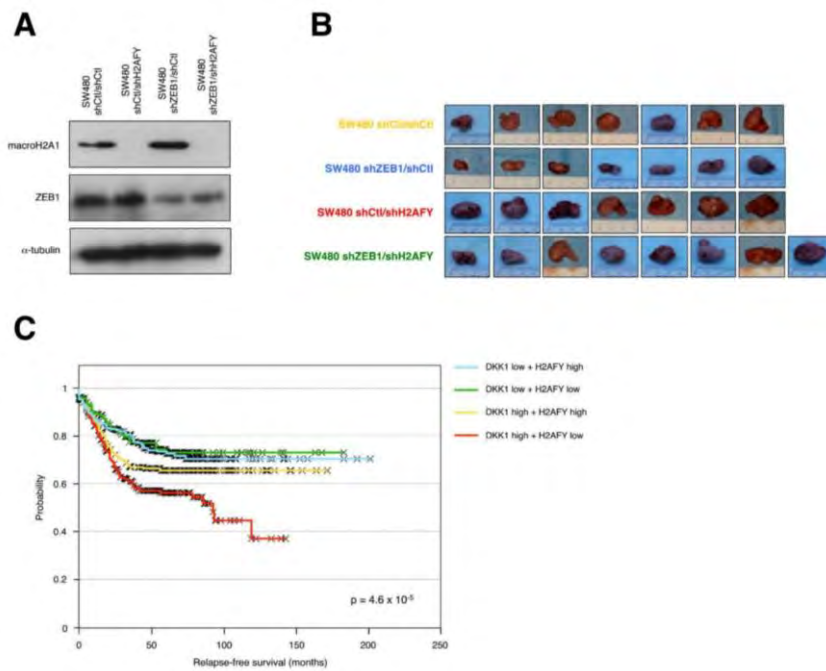 A
SW480
shCtl/shCtl
SW480
shCtl/shH2AFY
SW480
shZEB1/shCtl
SW480
shZEB1/shH2AFY
macroH2A1
ZEB1
α-tubulin
B
SW480 shCtl/shCtl
SW480 shZEB1/shCtl
SW480 shCtl/shH2AFY
SW480 shZEB1/shH2AFY
C
DKK1 low + H2AFY high
DKK1 low + H2AFY low
DKK1 high + H2AFY high
DKK1 high + H2AFY low
1
0.8
0.6
0.4
0.2
0
Probability
p = 4.6 x 10⁻⁵
0 50 100 150 200 250
Relapse-free survival (months)